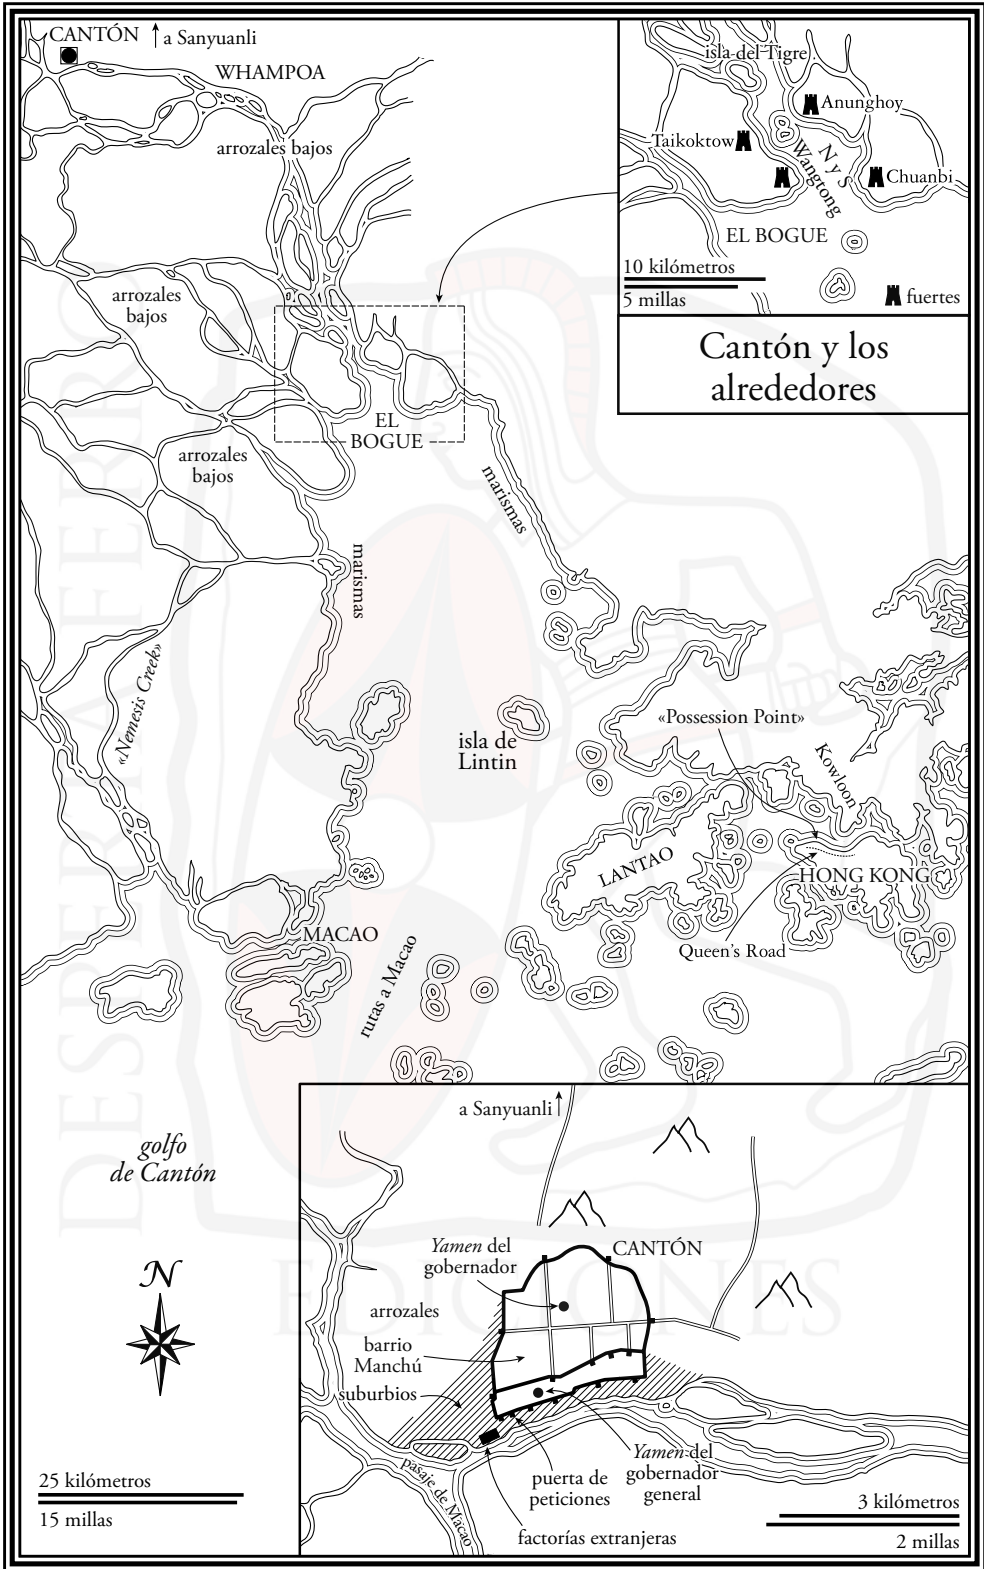 CANTÓN
a Sanyuanli
WHAMPOA
arrozales bajos
arrozales
bajos
EL
BOGUE
arrozales
bajos
marismas
marismas
«Nemesis Creek»
isla de
Lintin
«Possession Point»
Kowloon
LANTAO
HONG KONG
Queen's Road
MACAO
rutas a Macao
golfo
de Cantón
N
25 kilómetros
15 millas
isla del Tigre
Anunghoy
Taikoktow
N y S
Wangtong
Chuanbi
EL BOGUE
10 kilómetros
5 millas
fuertes
Cantón y los
alrededores
a Sanyuanli
Yamen del
gobernador
CANTÓN
arrozales
barrio
Manchú
suburbios
pasaje de Macao
puerta de
peticiones
Yamen del
gobernador
general
factorías extranjeras
3 kilómetros
2 millas
DESPERTA FERRO
EDICIONES